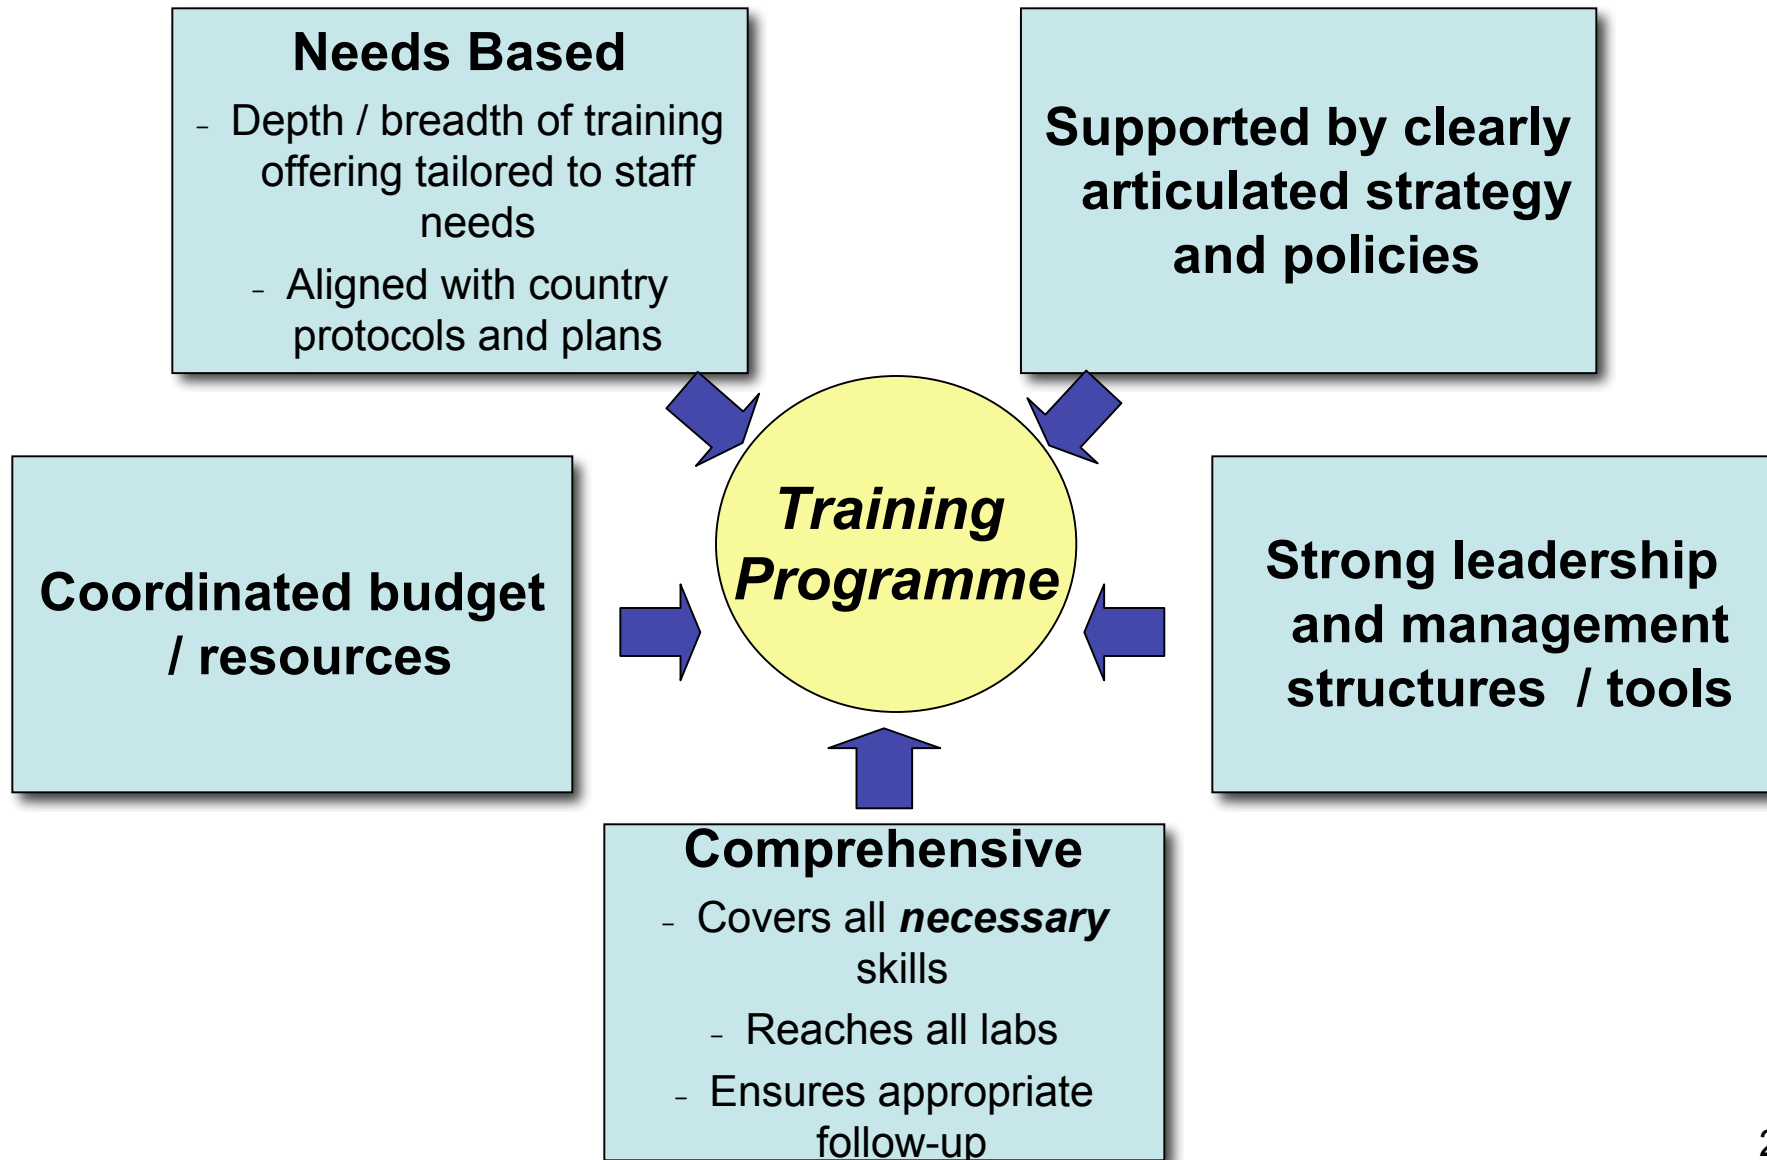 Needs Based
- Depth / breadth of training
offering tailored to staff
needs
- Aligned with country
protocols and plans
Supported by clearly
articulated strategy
and policies
Coordinated budget
/ resources
Training
Programme
Strong leadership
and management
structures / tools
Comprehensive
- Covers all necessary
skills
- Reaches all labs
- Ensures appropriate
follow-up
2